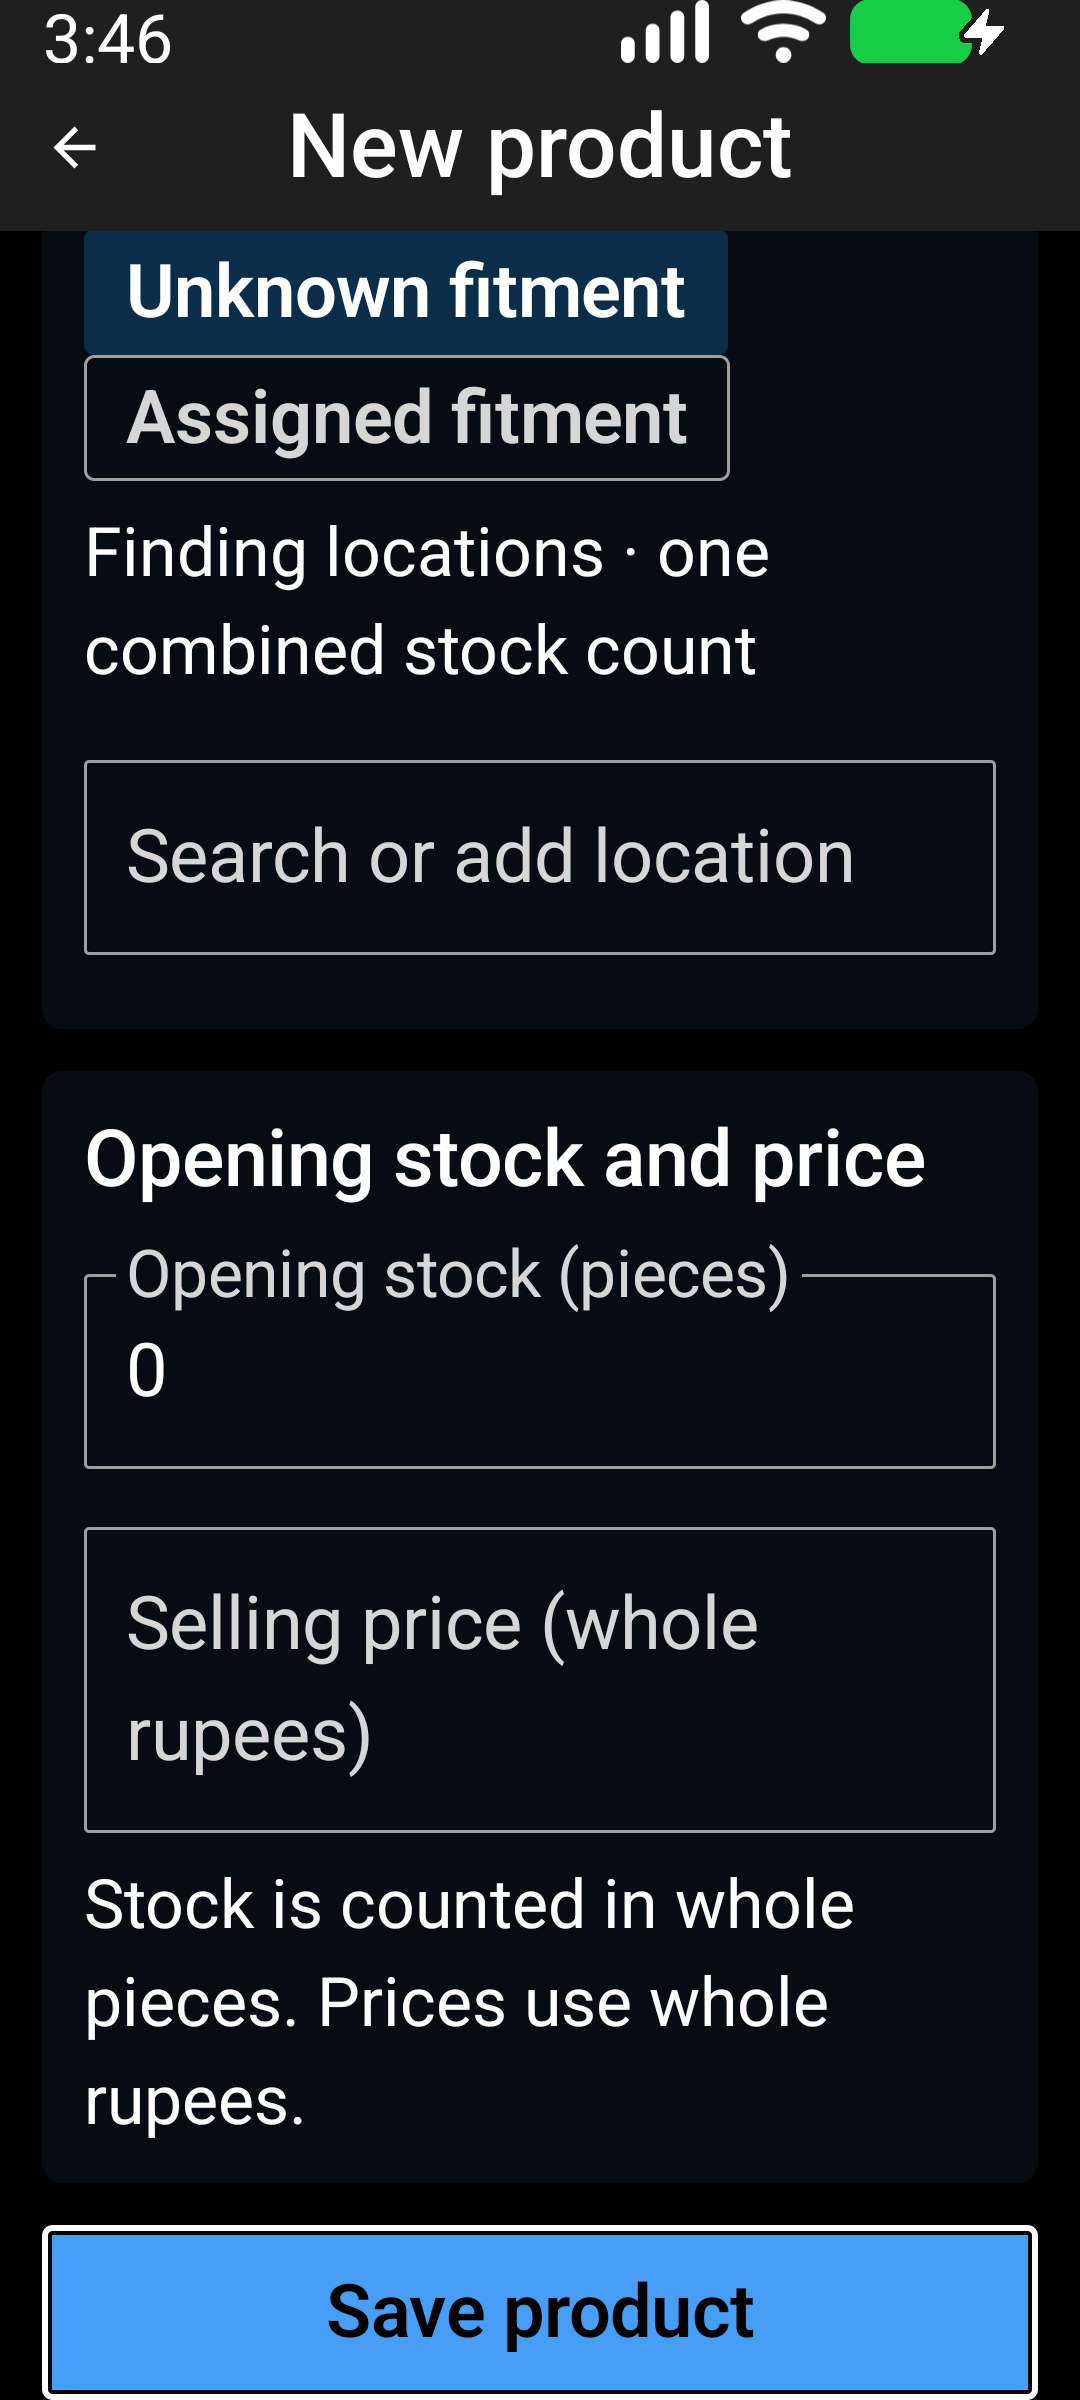 3:46
New product
Unknown fitment
Assigned fitment
Finding locations · one
combined stock count
Search or add location
Opening stock and price
Opening stock (pieces)
0
Selling price (whole
rupees)
Stock is counted in whole
pieces. Prices use whole
rupees.
Save product